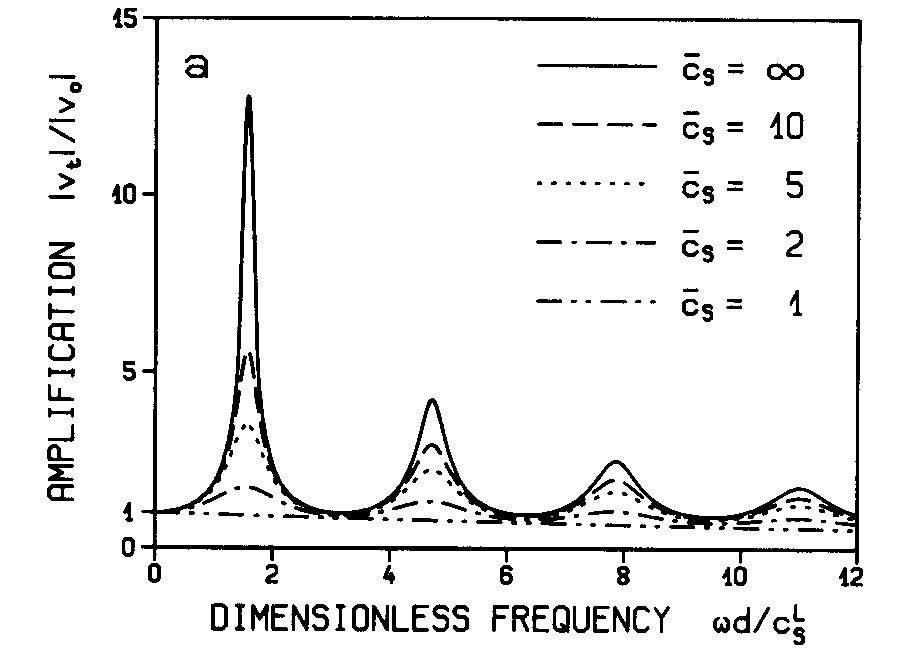 15
a
c̄S = ∞
c̄S = 10
c̄S = 5
c̄S = 2
c̄S = 1
AMPLIFICATION |vt|/|vo|
10
5
1
0
0 2 4 6 8 10 12
DIMENSIONLESS FREQUENCY ωd/cSL